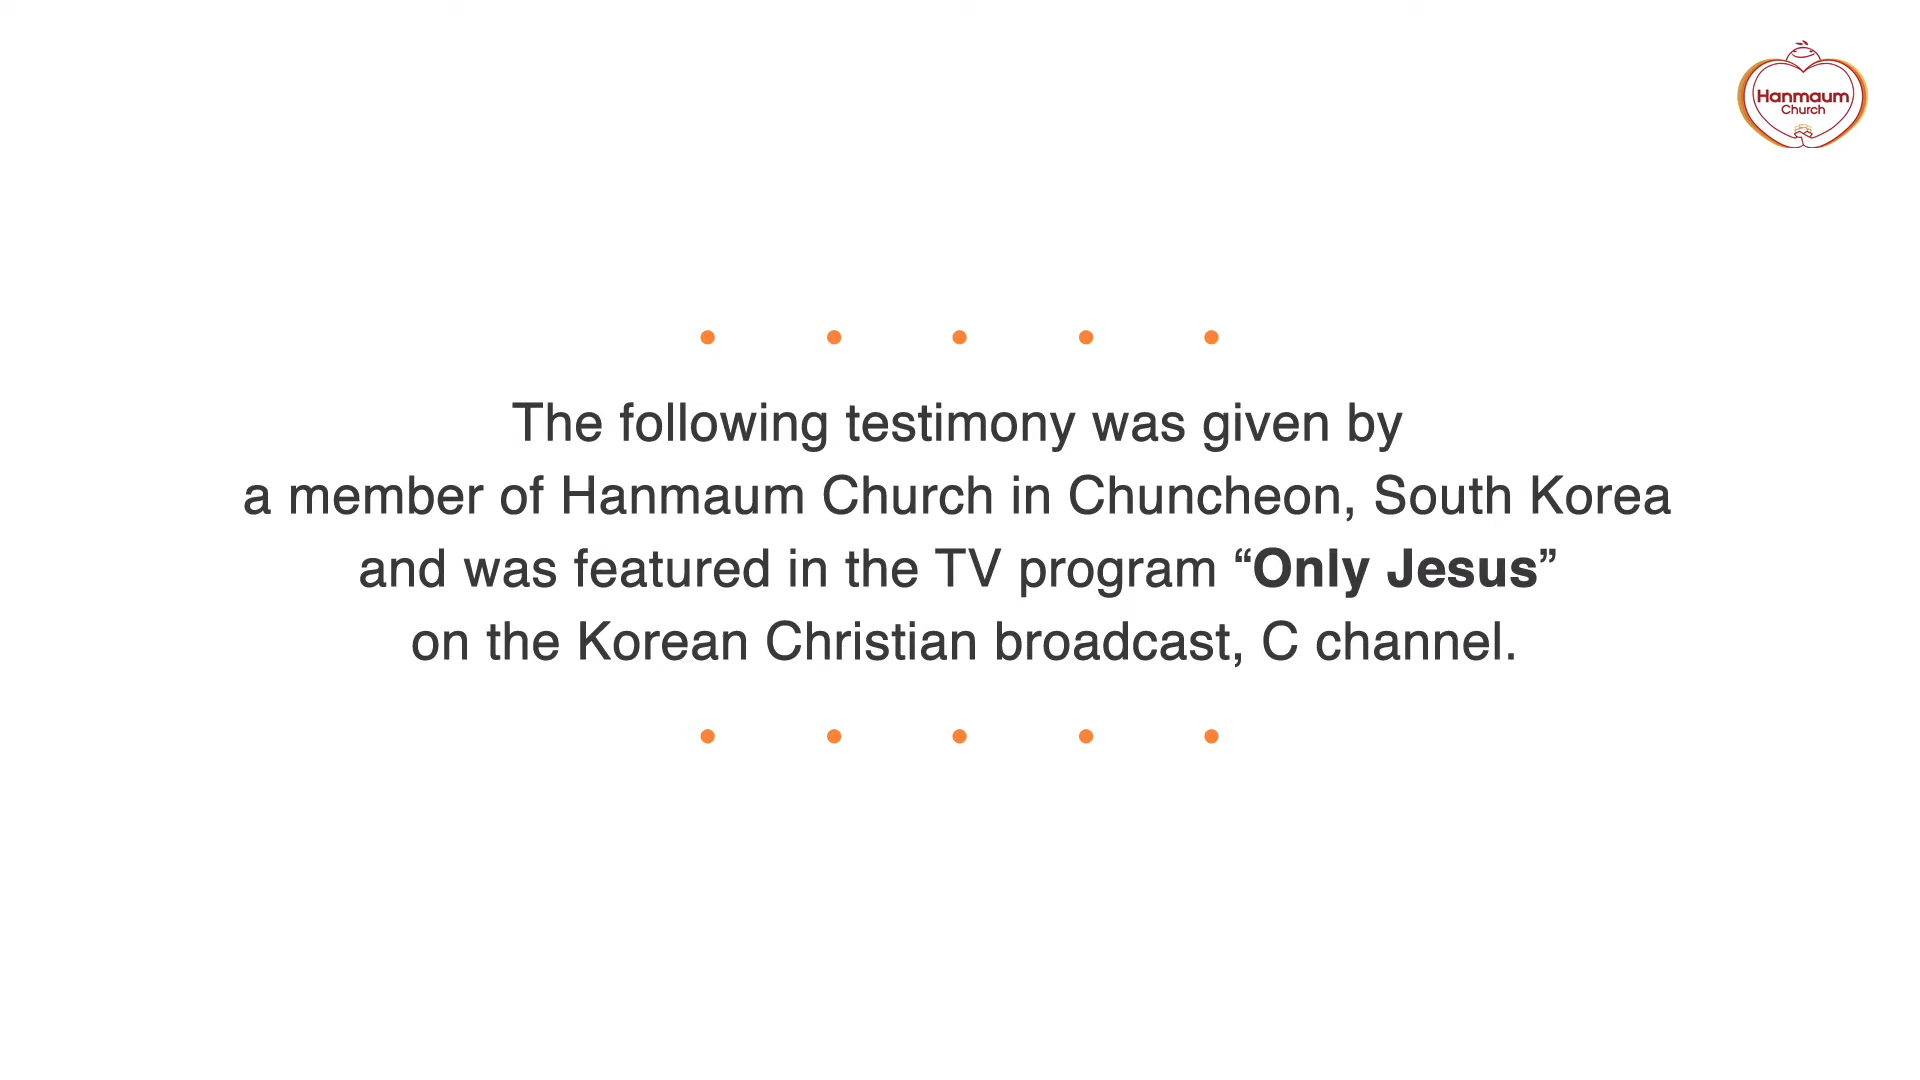 Hanmaum
Church
The following testimony was given by
a member of Hanmaum Church in Chuncheon, South Korea
and was featured in the TV program “Only Jesus”
on the Korean Christian broadcast, C channel.